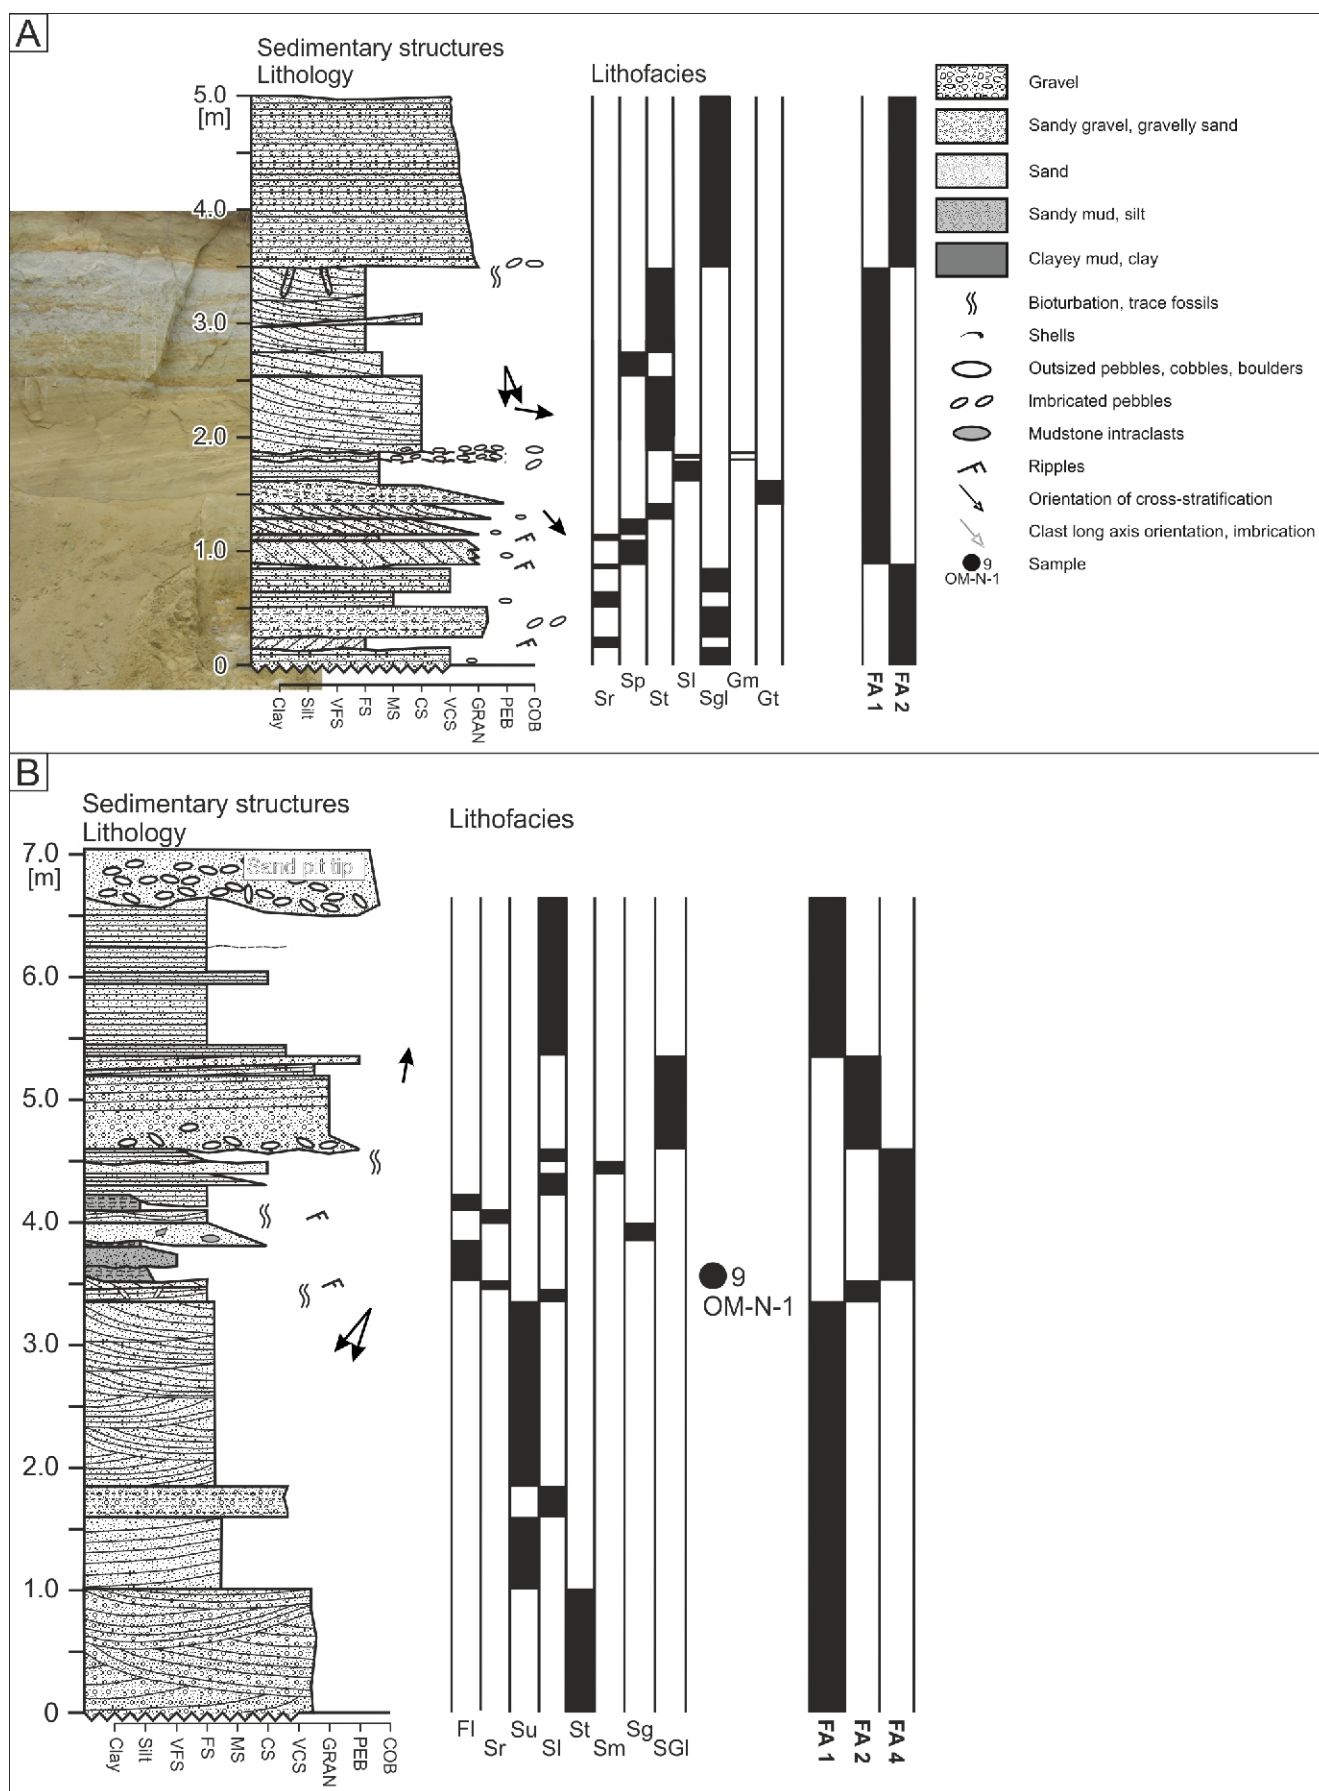 A
Sedimentary structures
Lithology
Lithofacies
5.0
[m]
4.0
3.0
2.0
1.0
0
Clay
Silt
VFS
FS
MS
CS
VCS
GRAN
PEB
COB
Sr
Sp
St
Sl
Sgl
Gm
Gt
FA 1
FA 2
Gravel
Sandy gravel, gravelly sand
Sand
Sandy mud, silt
Clayey mud, clay
Bioturbation, trace fossils
Shells
Outsized pebbles, cobbles, boulders
Imbricated pebbles
Mudstone intraclasts
Ripples
Orientation of cross-stratification
Clast long axis orientation, imbrication
9
OM-N-1
Sample
B
Sedimentary structures
Lithology
Lithofacies
7.0
[m]
Sand pit tip
6.0
5.0
4.0
3.0
2.0
1.0
0
9
OM-N-1
Clay
Silt
VFS
FS
MS
CS
VCS
GRAN
PEB
COB
Fl
Sr
Su
Sl
St
Sm
Sg
SGl
FA 1
FA 2
FA 4